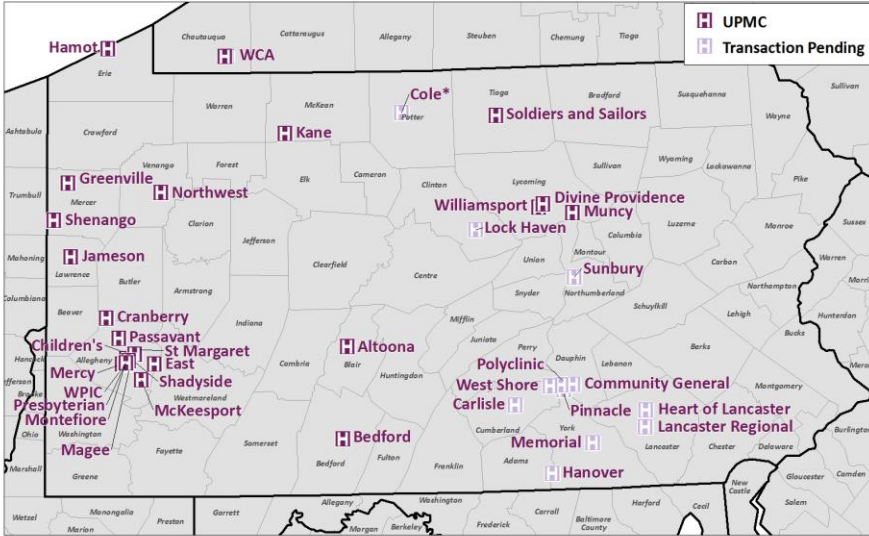 UPMC
Transaction Pending
Hamot
WCA
Cole*
Soldiers and Sailors
Kane
Greenville
Northwest
Williamsport
Divine Providence
Muncy
Shenango
Lock Haven
Jameson
Sunbury
Cranberry
Passavant
Children's
St Margaret
East
Mercy
Shadyside
WPIC
Presbyterian
McKeesport
Montefiore
Magee
Altoona
Bedford
Polyclinic
West Shore
Community General
Carlisle
Pinnacle
Heart of Lancaster
Lancaster Regional
Memorial
Hanover
Chautauqua
Cattaraugus
Allegany
Steuben
Chemung
Tioga
Erie
Warren
McKean
Potter
Tioga
Bradford
Susquehanna
Wayne
Sullivan
Ashtabula
Crawford
Venango
Forest
Elk
Cameron
Clinton
Lycoming
Sullivan
Wyoming
Lackawanna
Pike
Orange
Trumbull
Mercer
Clarion
Jefferson
Clearfield
Centre
Union
Montour
Columbia
Luzerne
Monroe
Sussex
Warren
Mahoning
Lawrence
Butler
Armstrong
Carbon
Northampton
Columbiana
Beaver
Indiana
Snyder
Northumberland
Schuylkill
Lehigh
Bucks
Hunterdon
Mifflin
Juniata
Perry
Dauphin
Lebanon
Berks
Montgomery
Allegheny
Westmoreland
Cambria
Blair
Huntingdon
Cumberland
York
Lancaster
Chester
Delaware
Burlington
Ohio
Washington
Marshall
Greene
Fayette
Somerset
Bedford
Fulton
Franklin
Adams
New
Castle
Gloucester
Camden
Salem
Wetzel
Monongalia
Marion
Preston
Garrett
Allegany
Morgan
Berkeley
Washington
Frederick
Carroll
Baltimore
County
Harford
Cecil